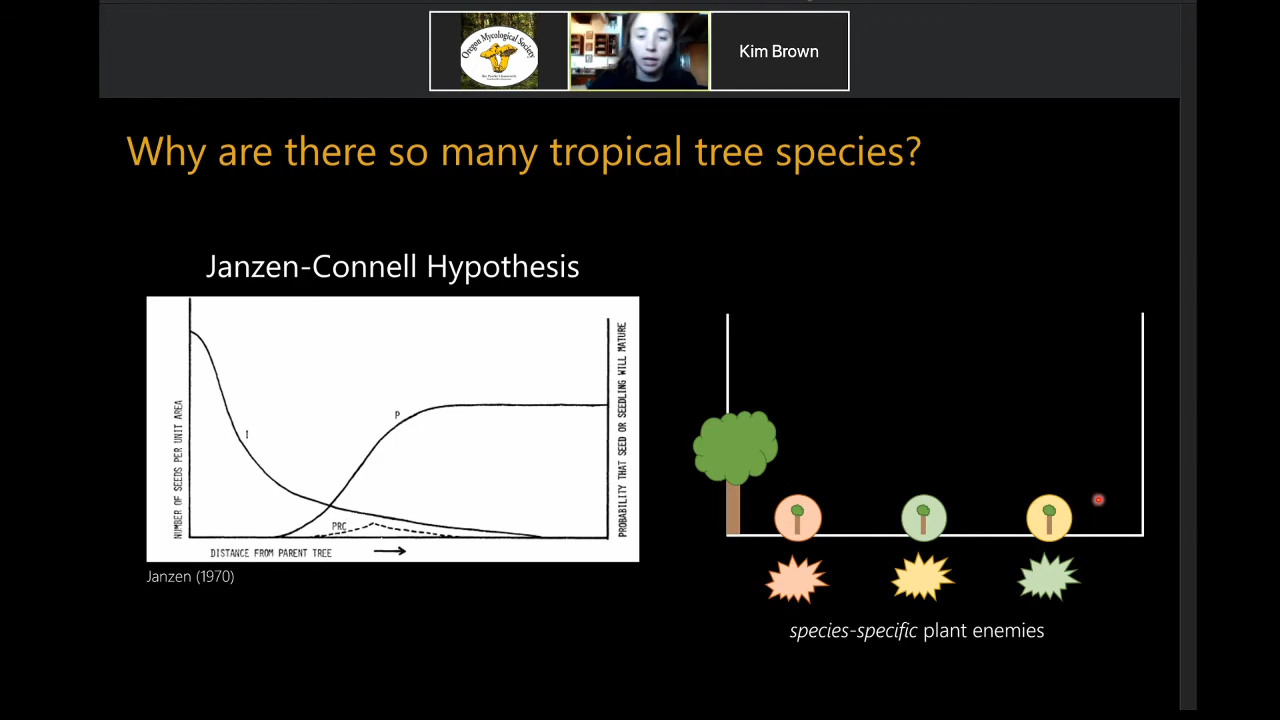 Oregon Mycological Society
Kim Brown
Why are there so many tropical tree species?
Janzen-Connell Hypothesis
NUMBER OF SEEDS PER UNIT AREA
I
P
PRC
PROBABILITY THAT SEED OR SEEDLING WILL MATURE
DISTANCE FROM PARENT TREE
Janzen (1970)
species-specific plant enemies